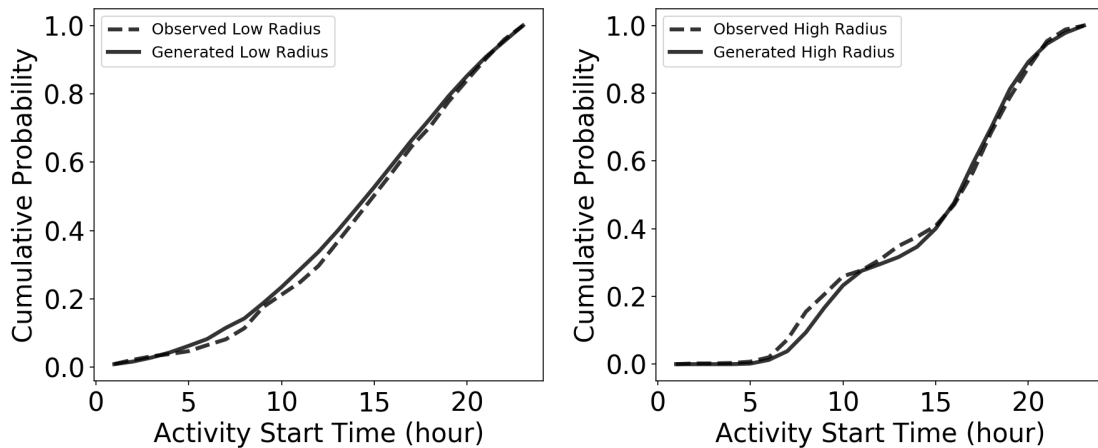 Observed Low Radius
Generated Low Radius
Cumulative Probability
1.0
0.8
0.6
0.4
0.2
0.0
0 5 10 15 20
Activity Start Time (hour)
Observed High Radius
Generated High Radius
Cumulative Probability
1.0
0.8
0.6
0.4
0.2
0.0
0 5 10 15 20
Activity Start Time (hour)